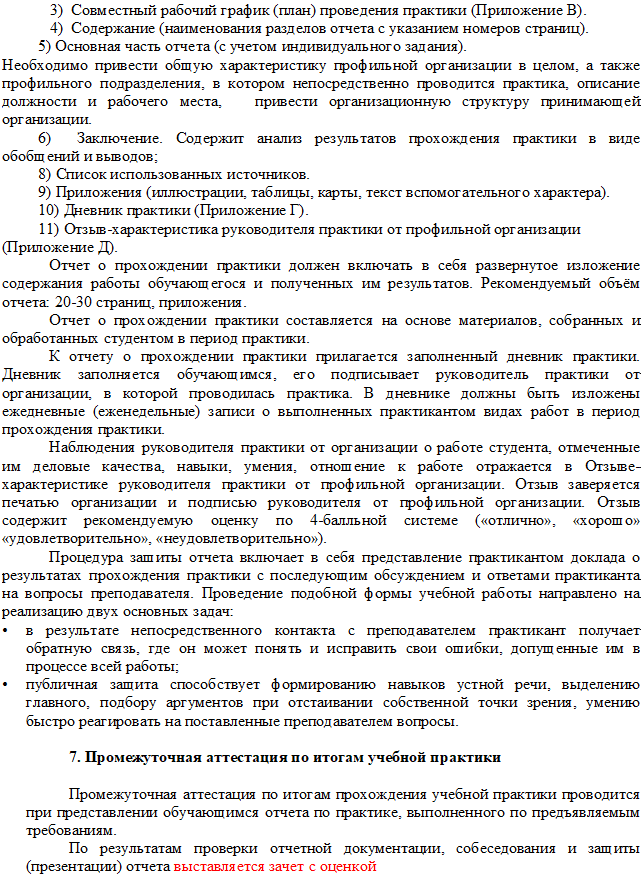 3) Совместный рабочий график (план) проведения практики (Приложение В).
4) Содержание (наименования разделов отчета с указанием номеров страниц).
5) Основная часть отчета (с учетом индивидуального задания).
Необходимо привести общую характеристику профильной организации в целом, а также
профильного подразделения, в котором непосредственно проводится практика, описание
должности и рабочего места, привести организационную структуру принимающей
организации.
6) Заключение. Содержит анализ результатов прохождения практики в виде
обобщений и выводов;
8) Список использованных источников.
9) Приложения (иллюстрации, таблицы, карты, текст вспомогательного характера).
10) Дневник практики (Приложение Г).
11) Отзыв-характеристика руководителя практики от профильной организации
(Приложение Д).
Отчет о прохождении практики должен включать в себя развернутое изложение
содержания работы обучающегося и полученных им результатов. Рекомендуемый объём
отчета: 20-30 страниц, приложения.
Отчет о прохождении практики составляется на основе материалов, собранных и
обработанных студентом в период практики.
К отчету о прохождении практики прилагается заполненный дневник практики.
Дневник заполняется обучающимся, его подписывает руководитель практики от
организации, в которой проводилась практика. В дневнике должны быть изложены
ежедневные (еженедельные) записи о выполненных практикантом видах работ в период
прохождения практики.
Наблюдения руководителя практики от организации о работе студента, отмеченные
им деловые качества, навыки, умения, отношение к работе отражается в Отзыве-
характеристике руководителя практики от профильной организации. Отзыв заверяется
печатью организации и подписью руководителя от профильной организации. Отзыв
содержит рекомендуемую оценку по 4-балльной системе («отлично», «хорошо»
«удовлетворительно», «неудовлетворительно»).
Процедура защиты отчета включает в себя представление практикантом доклада о
результатах прохождения практики с последующим обсуждением и ответами практиканта
на вопросы преподавателя. Проведение подобной формы учебной работы направлено на
реализацию двух основных задач:
• в результате непосредственного контакта с преподавателем практикант получает
обратную связь, где он может понять и исправить свои ошибки, допущенные им в
процессе всей работы;
• публичная защита способствует формированию навыков устной речи, выделению
главного, подбору аргументов при отстаивании собственной точки зрения, умению
быстро реагировать на поставленные преподавателем вопросы.
7. Промежуточная аттестация по итогам учебной практики
Промежуточная аттестация по итогам прохождения учебной практики проводится
при представлении обучающимся отчета по практике, выполненного по предъявляемым
требованиям.
По результатам проверки отчетной документации, собеседования и защиты
(презентации) отчета выставляется зачет с оценкой